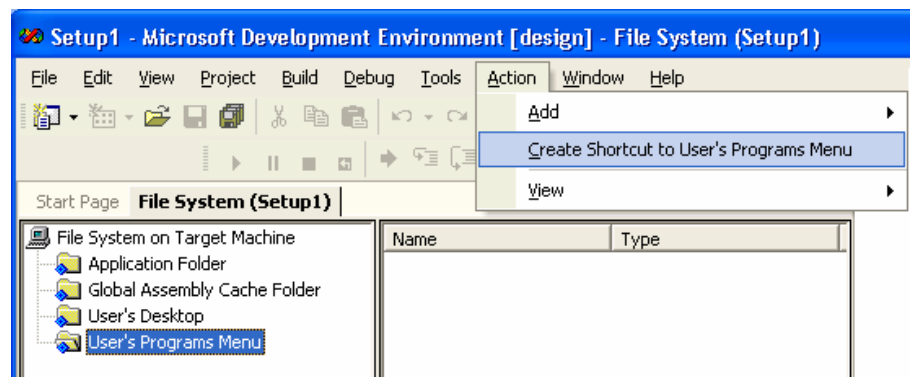 Setup1 - Microsoft Development Environment [design] - File System (Setup1)
File Edit View Project Build Debug Tools Action Window Help
Add
Create Shortcut to User's Programs Menu
View
Start Page File System (Setup1)
File System on Target Machine
Name Type
Application Folder
Global Assembly Cache Folder
User's Desktop
User's Programs Menu